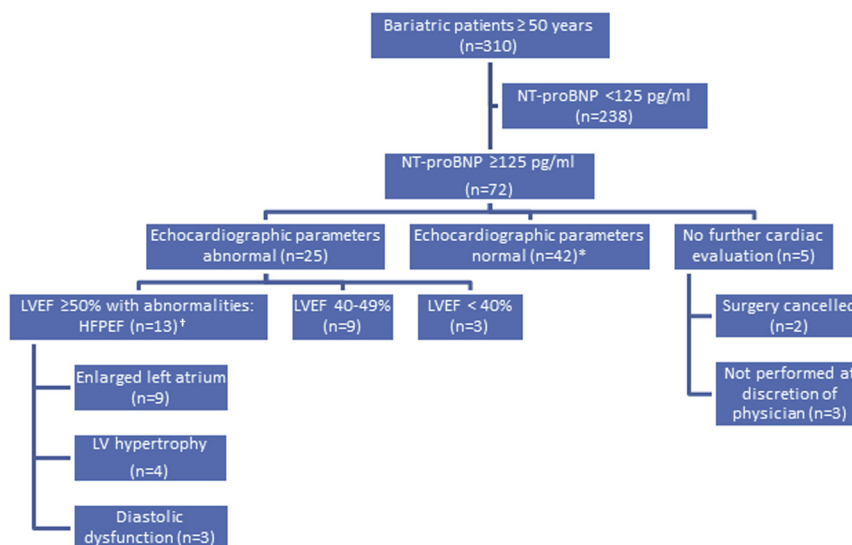 Bariatric patients ≥ 50 years
(n=310)
NT-proBNP <125 pg/ml
(n=238)
NT-proBNP ≥125 pg/ml
(n=72)
Echocardiographic parameters
abnormal (n=25)
Echocardiographic parameters
normal (n=42)*
No further cardiac
evaluation (n=5)
LVEF ≥50% with abnormalities:
HFPEF (n=13)†
LVEF 40-49%
(n=9)
LVEF < 40%
(n=3)
Surgery cancelled
(n=2)
Enlarged left atrium
(n=9)
Not performed at
discretion of
physician (n=3)
LV hypertrophy
(n=4)
Diastolic
dysfunction (n=3)